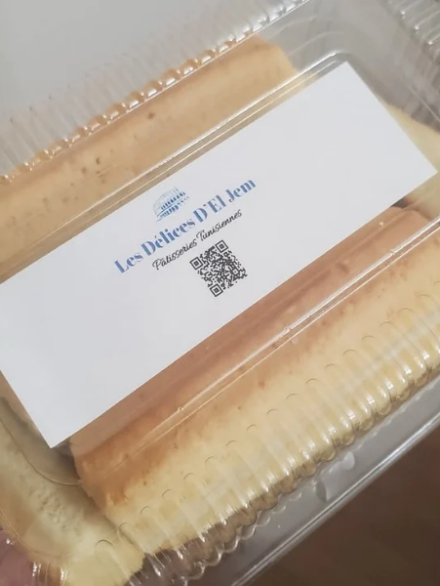 Les Délices D'El Jem
Pâtisseries Tunisiennes